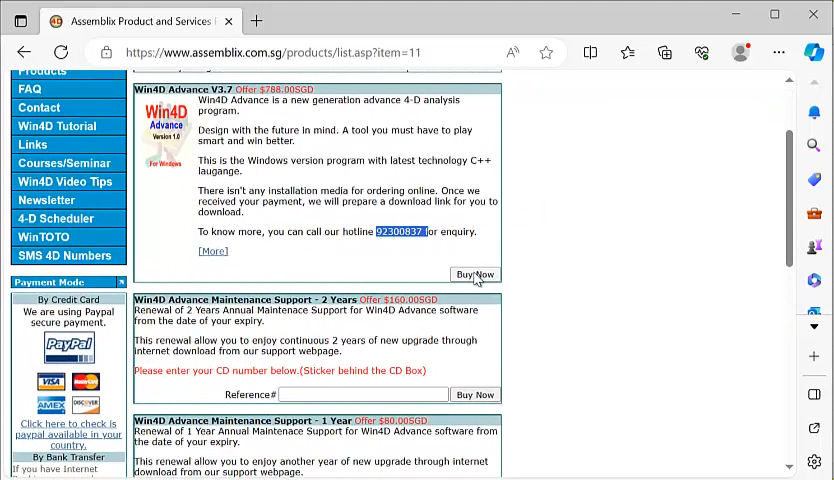 Assemblix Product and Services
https://www.assemblix.com.sg/products/list.asp?item=11
Products
FAQ
Contact
Win4D Tutorial
Links
Courses/Seminar
Win4D Video Tips
Newsletter
4-D Scheduler
WinTOTO
SMS 4D Numbers
Payment Mode
By Credit Card
We are using Paypal
secure payment.
PayPal
VISA MasterCard
AMEX DISCOVER
Click here to check is
paypal available in your
country.
By Bank Transfer
If you have Internet
Win4D Advance V3.7 Offer $788.00SGD
Win4D
Advance
Version 1.0
For Windows
Win4D Advance is a new generation advance 4-D analysis
program.
Design with the future in mind. A tool you must have to play
smart and win better.
This is the Windows version program with latest technology C++
laugange.
There isn't any installation media for ordering online. Once we
received your payment, we will prepare a download link for you to
download.
To know more, you can call our hotline 92300837 for enquiry.
[More]
Buy Now
Win4D Advance Maintenance Support - 2 Years Offer $160.00SGD
Renewal of 2 Years Annual Maintenace Support for Win4D Advance software
from the date of your expiry.
This renewal allow you to enjoy continuous 2 years of new upgrade through
internet download from our support webpage.
Please enter your CD number below.(Sticker behind the CD Box)
Reference# Buy Now
Win4D Advance Maintenance Support - 1 Year Offer $80.00SGD
Renewal of 1 Year Annual Maintenace Support for Win4D Advance software from
the date of your expiry.
This renewal allow you to enjoy another year of new upgrade through internet
download from our support webpage.